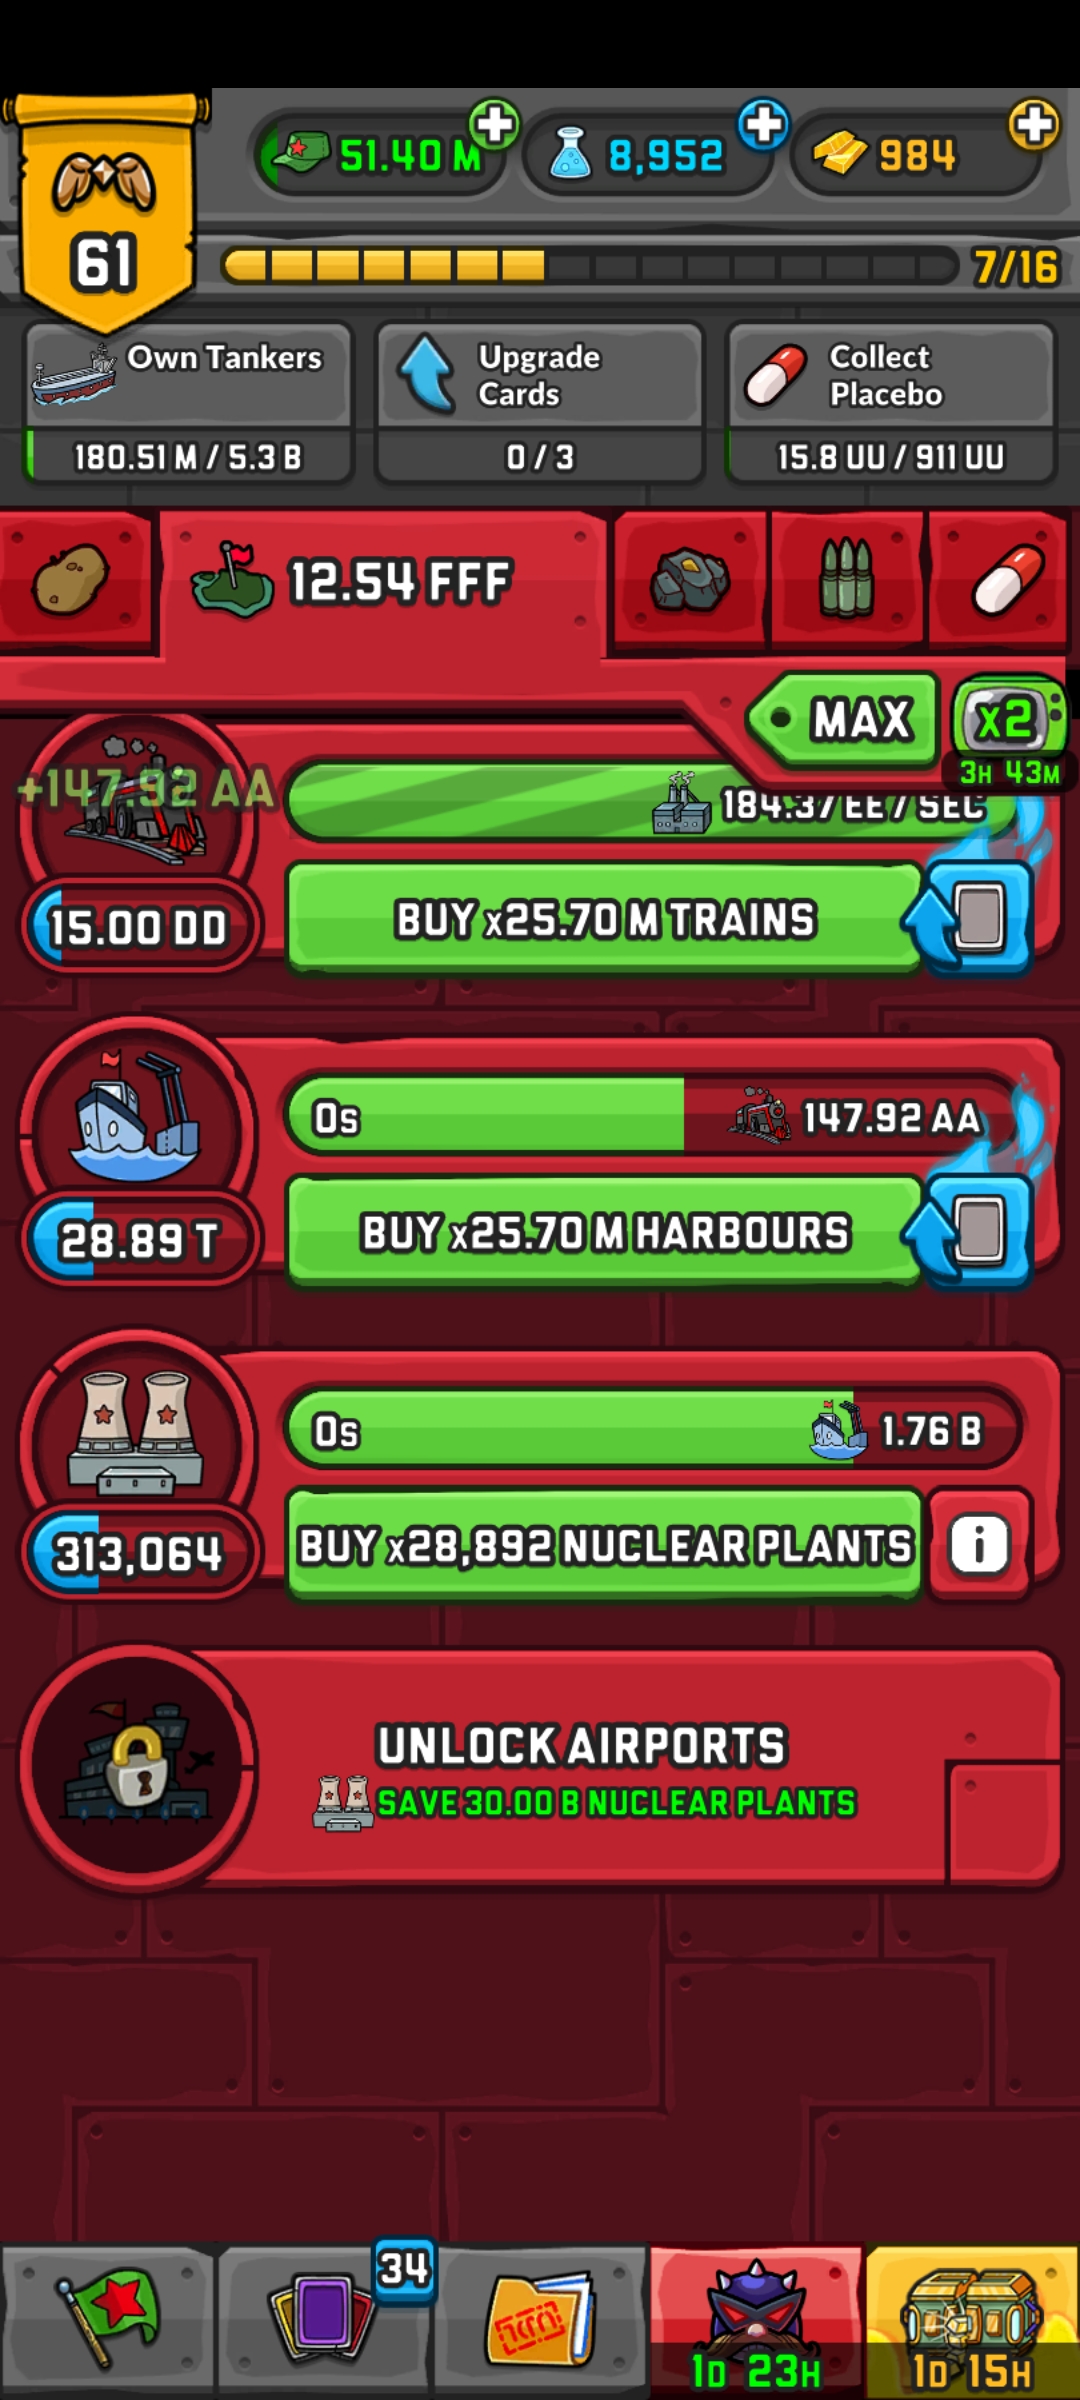 51.40 M
8,952
984
61
7/16
Own Tankers
180.51 M / 5.3 B
Upgrade
Cards
0 / 3
Collect
Placebo
15.8 UU / 911 UU
12.54 FFF
MAX
x2
3H 43M
+147.92 AA
184.37 EE / SEC
15.00 DD
BUY x25.70 M TRAINS
0s
147.92 AA
28.89 T
BUY x25.70 M HARBOURS
0s
1.76 B
313,064
BUY x28,892 NUCLEAR PLANTS
i
UNLOCK AIRPORTS
SAVE 30.00 B NUCLEAR PLANTS
34
1D 23H
1D 15H